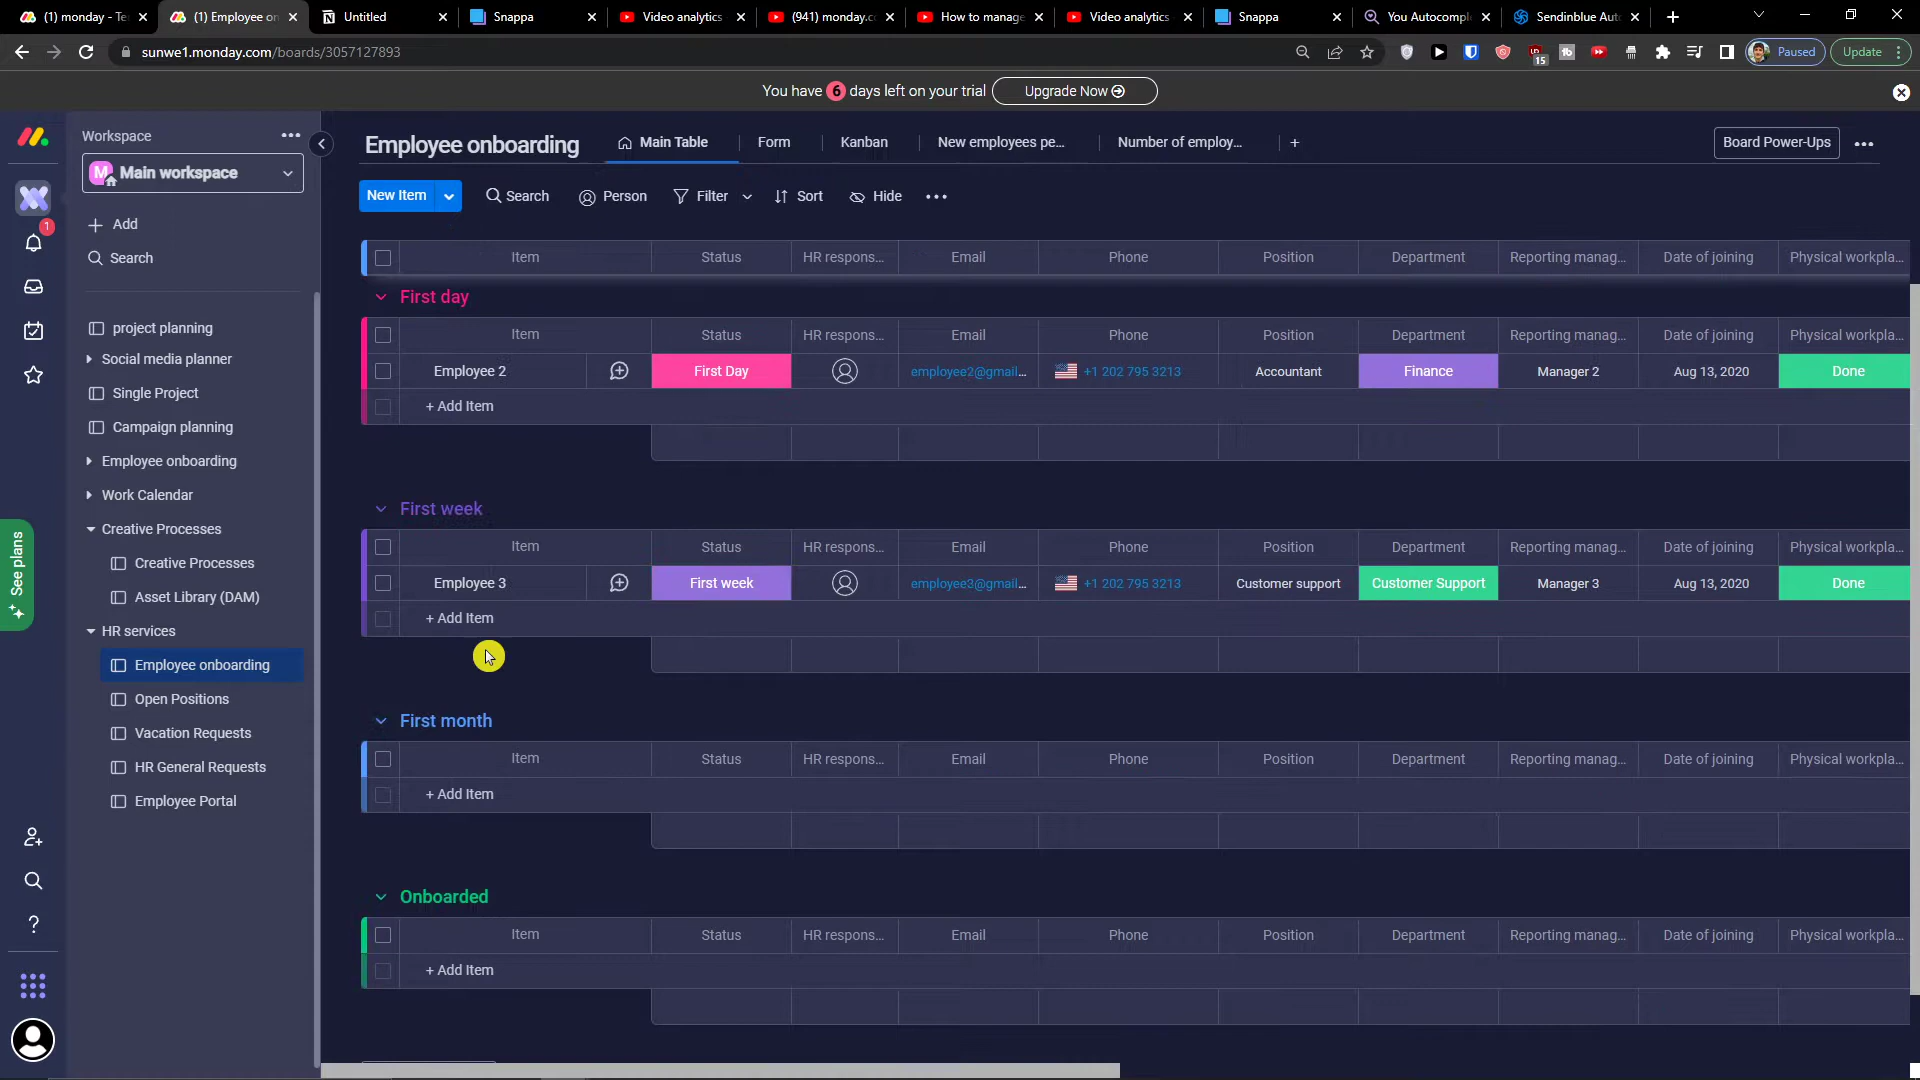 (1) monday - Te
(1) Employee on
Untitled
Snappa
Video analytics
(941) monday.c
How to manage
Video analytics
Snappa
You Autocompl
Sendinblue Aut
sunwe1.monday.com/boards/3057127893
15
Paused
Update
You have 6 days left on your trial
Upgrade Now
Workspace
M
Main workspace
Add
Search
1
project planning
Social media planner
Single Project
Campaign planning
Employee onboarding
Work Calendar
Creative Processes
Creative Processes
Asset Library (DAM)
HR services
Employee onboarding
Open Positions
Vacation Requests
HR General Requests
Employee Portal
See plans
Employee onboarding
Main Table
Form
Kanban
New employees pe...
Number of employ...
+
Board Power-Ups
New Item
Search
Person
Filter
Sort
Hide
Item Status HR respons... Email Phone Position Department Reporting manag... Date of joining Physical workpla...
First day
Item Status HR respons... Email Phone Position Department Reporting manag... Date of joining Physical workpla...
Employee 2 First Day employee2@gmail... +1 202 795 3213 Accountant Finance Manager 2 Aug 13, 2020 Done
+ Add Item
First week
Item Status HR respons... Email Phone Position Department Reporting manag... Date of joining Physical workpla...
Employee 3 First week employee3@gmail... +1 202 795 3213 Customer support Customer Support Manager 3 Aug 13, 2020 Done
+ Add Item
First month
Item Status HR respons... Email Phone Position Department Reporting manag... Date of joining Physical workpla...
+ Add Item
Onboarded
Item Status HR respons... Email Phone Position Department Reporting manag... Date of joining Physical workpla...
+ Add Item